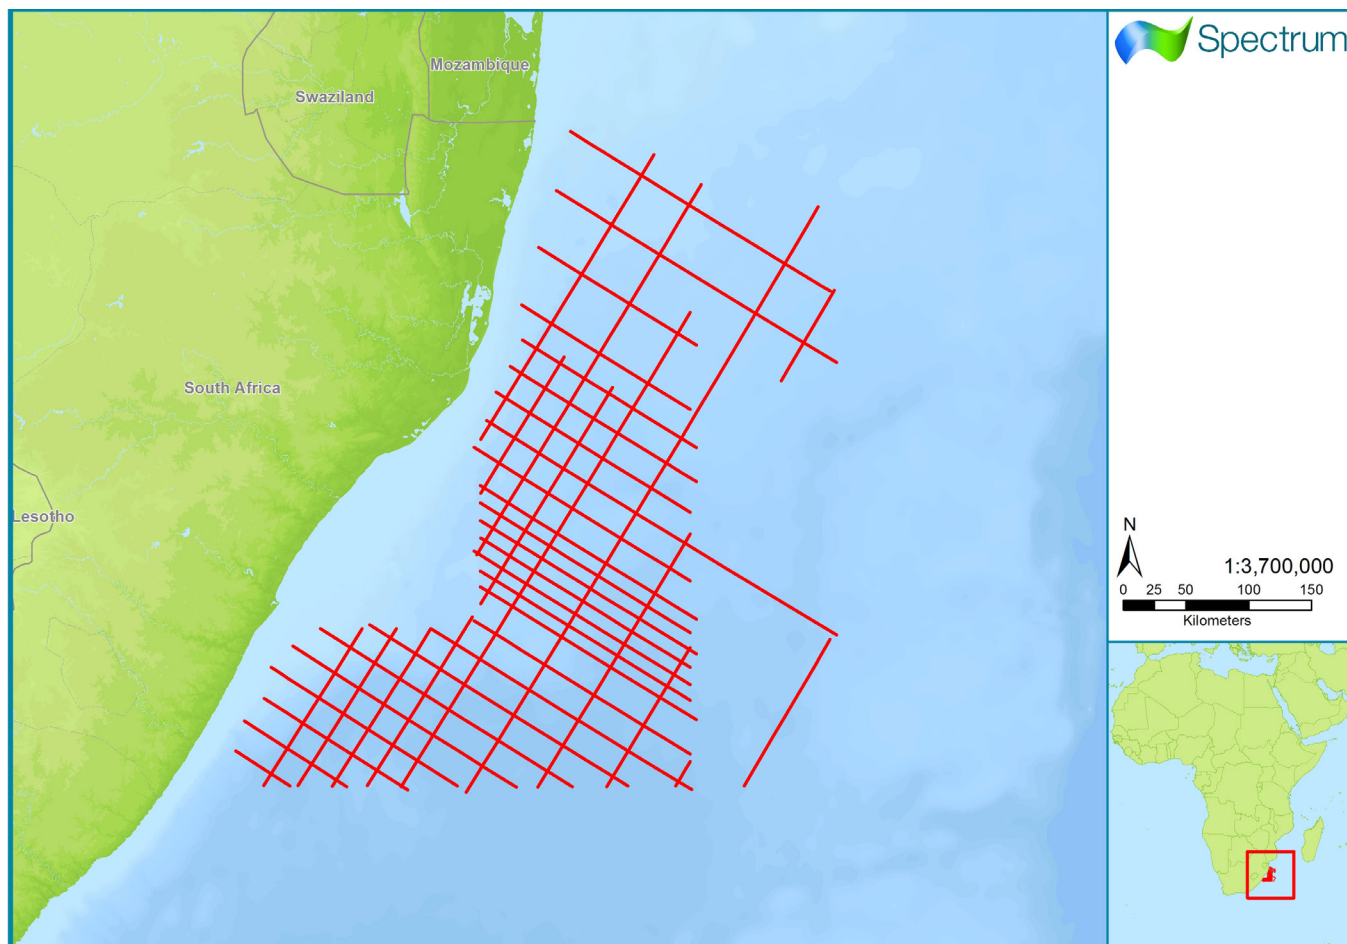 Spectrum
Mozambique
Swaziland
South Africa
Lesotho
N
1:3,700,000
0 25 50 100 150
Kilometers